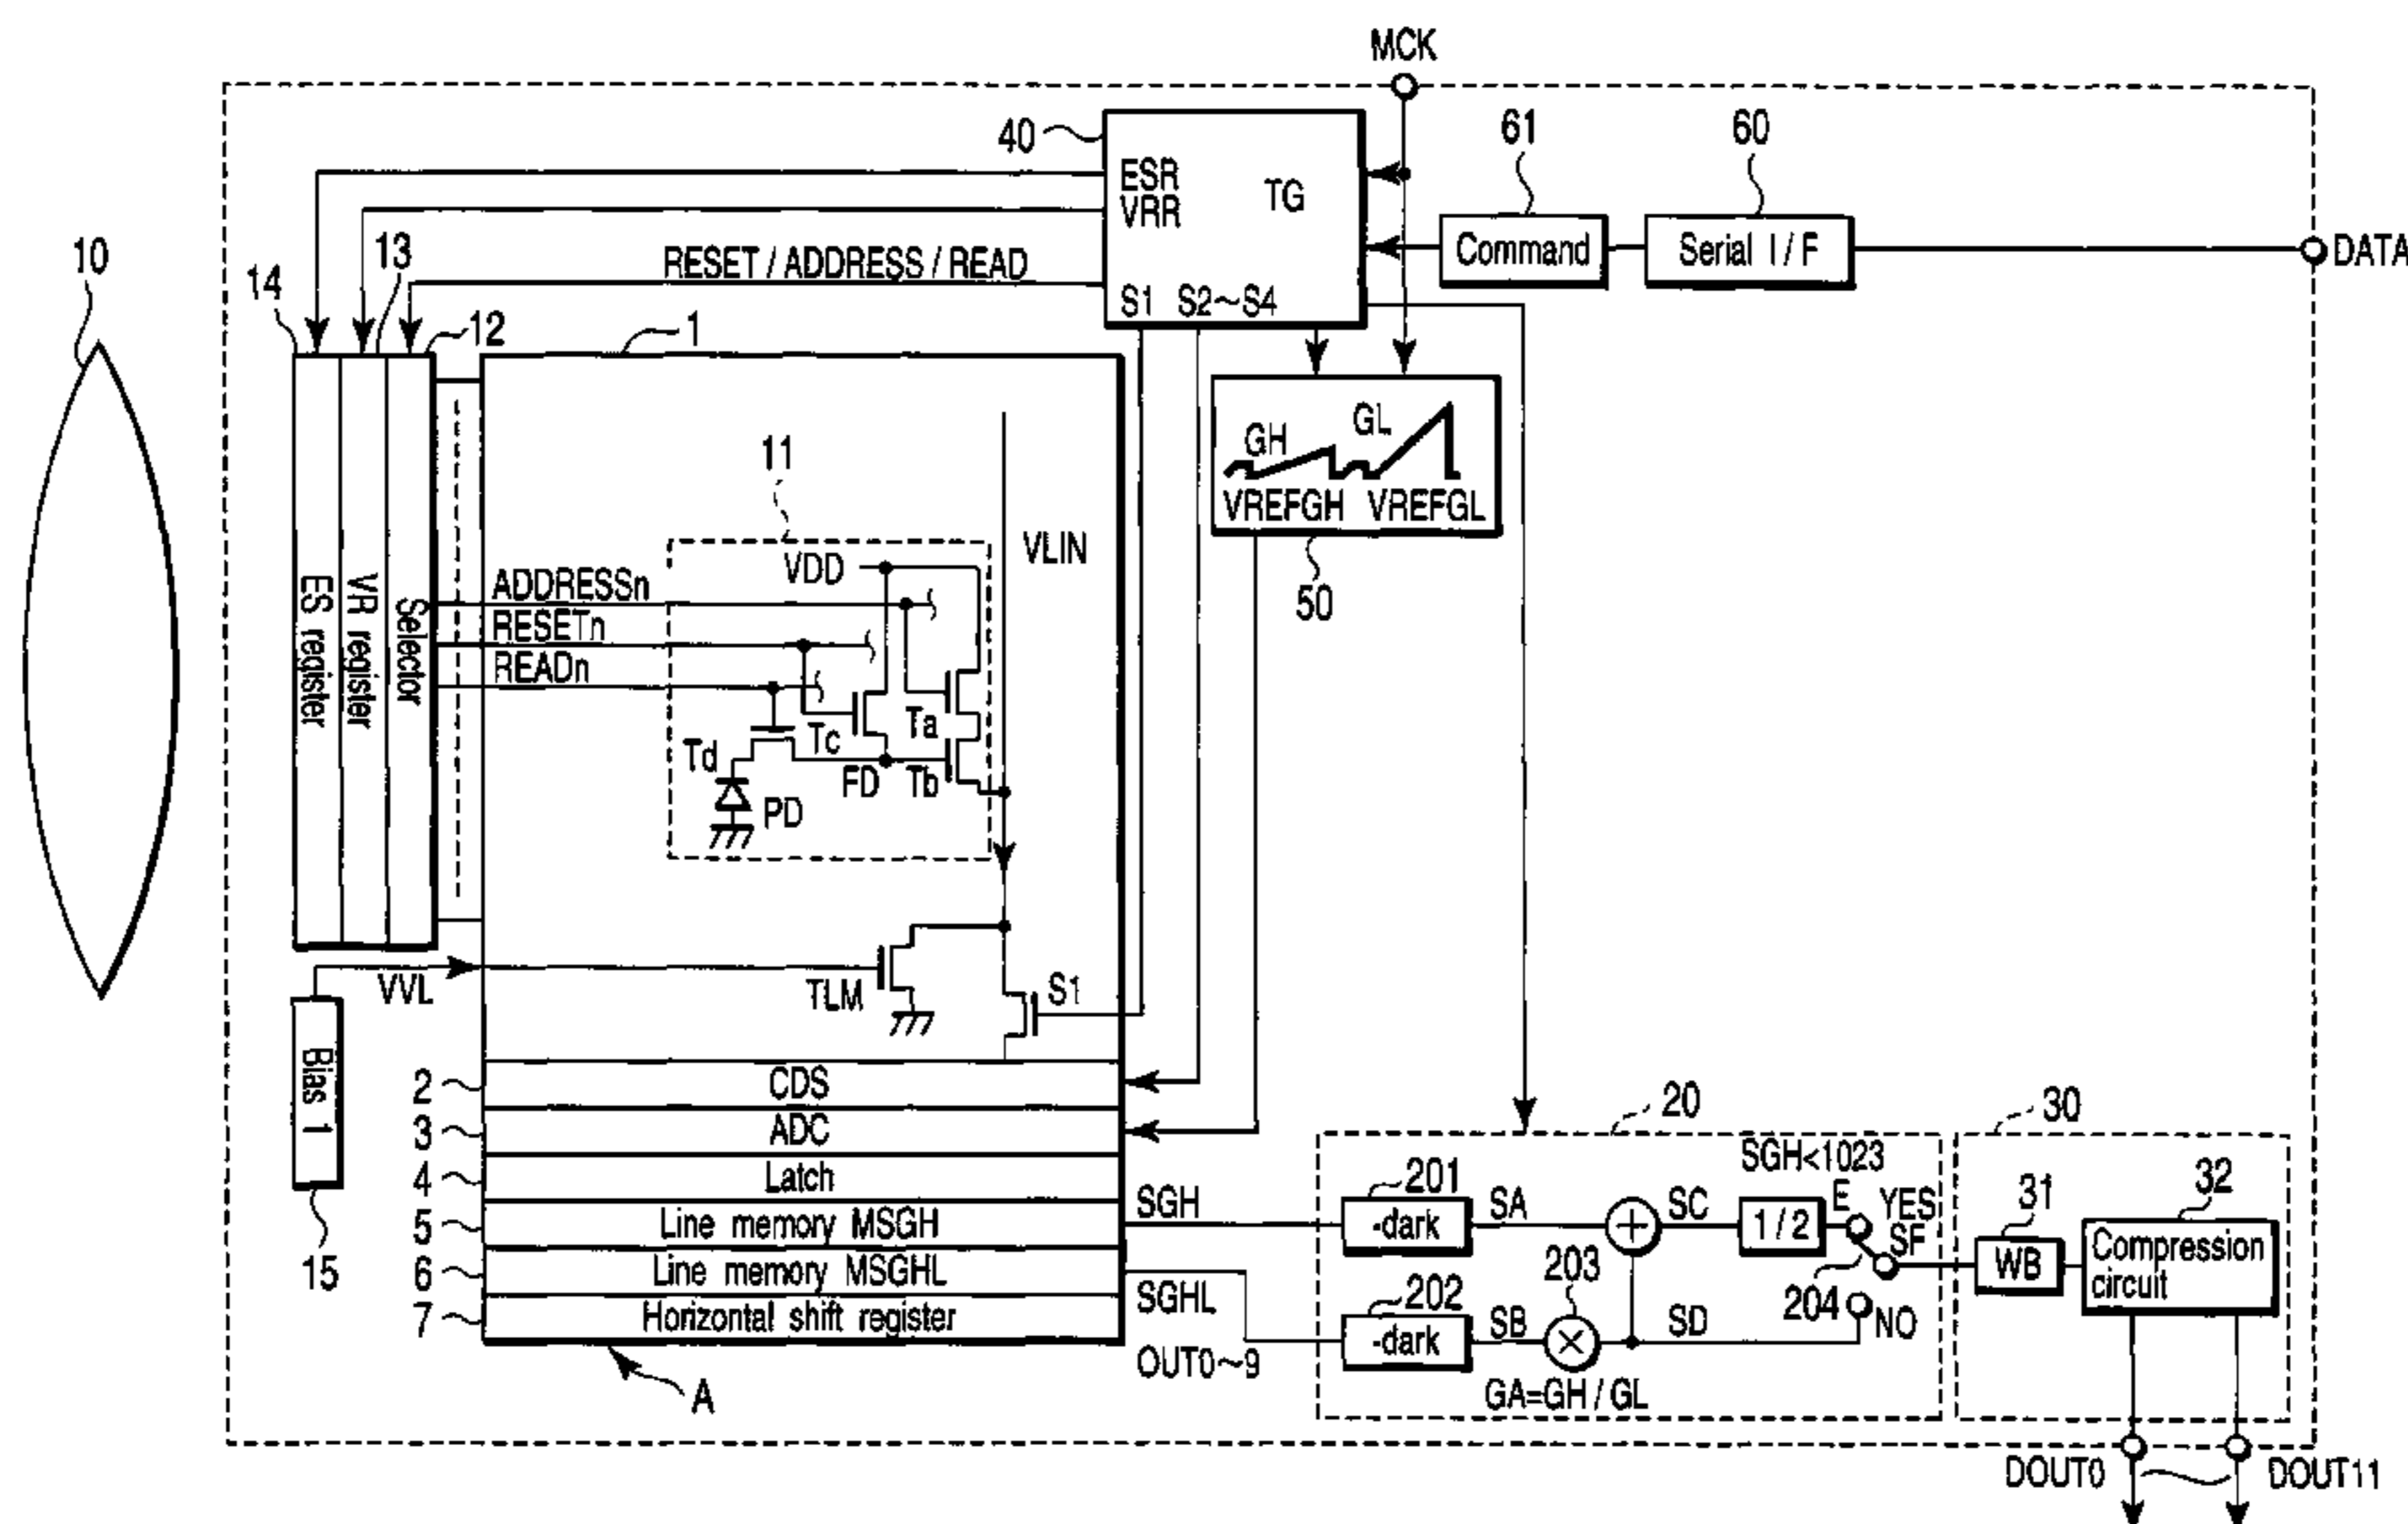 MCK
40
61
60
ESR
VRR
TG
RESET / ADDRESS / READ
S1
S2~S4
Command
Serial I / F
DATA
10
14
13
12
1
GH
GL
VREFGH
VREFGL
50
11
VDD
VLIN
ADDRESSn
RESETn
READn
ES register
VR register
Selector
Ta
Tc
Td
FD
Tb
PD
VVL
TLM
S1
Bias 1
15
2
CDS
3
ADC
4
Latch
5
Line memory MSGH
6
Line memory MSGHL
7
Horizontal shift register
A
SGH
SGHL
OUT0~9
20
SGH<1023
201
-dark
SA
SC
1 / 2
E
YES
SF
202
-dark
SB
203
SD
204
NO
GA=GH / GL
30
31
WB
32
Compression
circuit
DOUT0
DOUT11